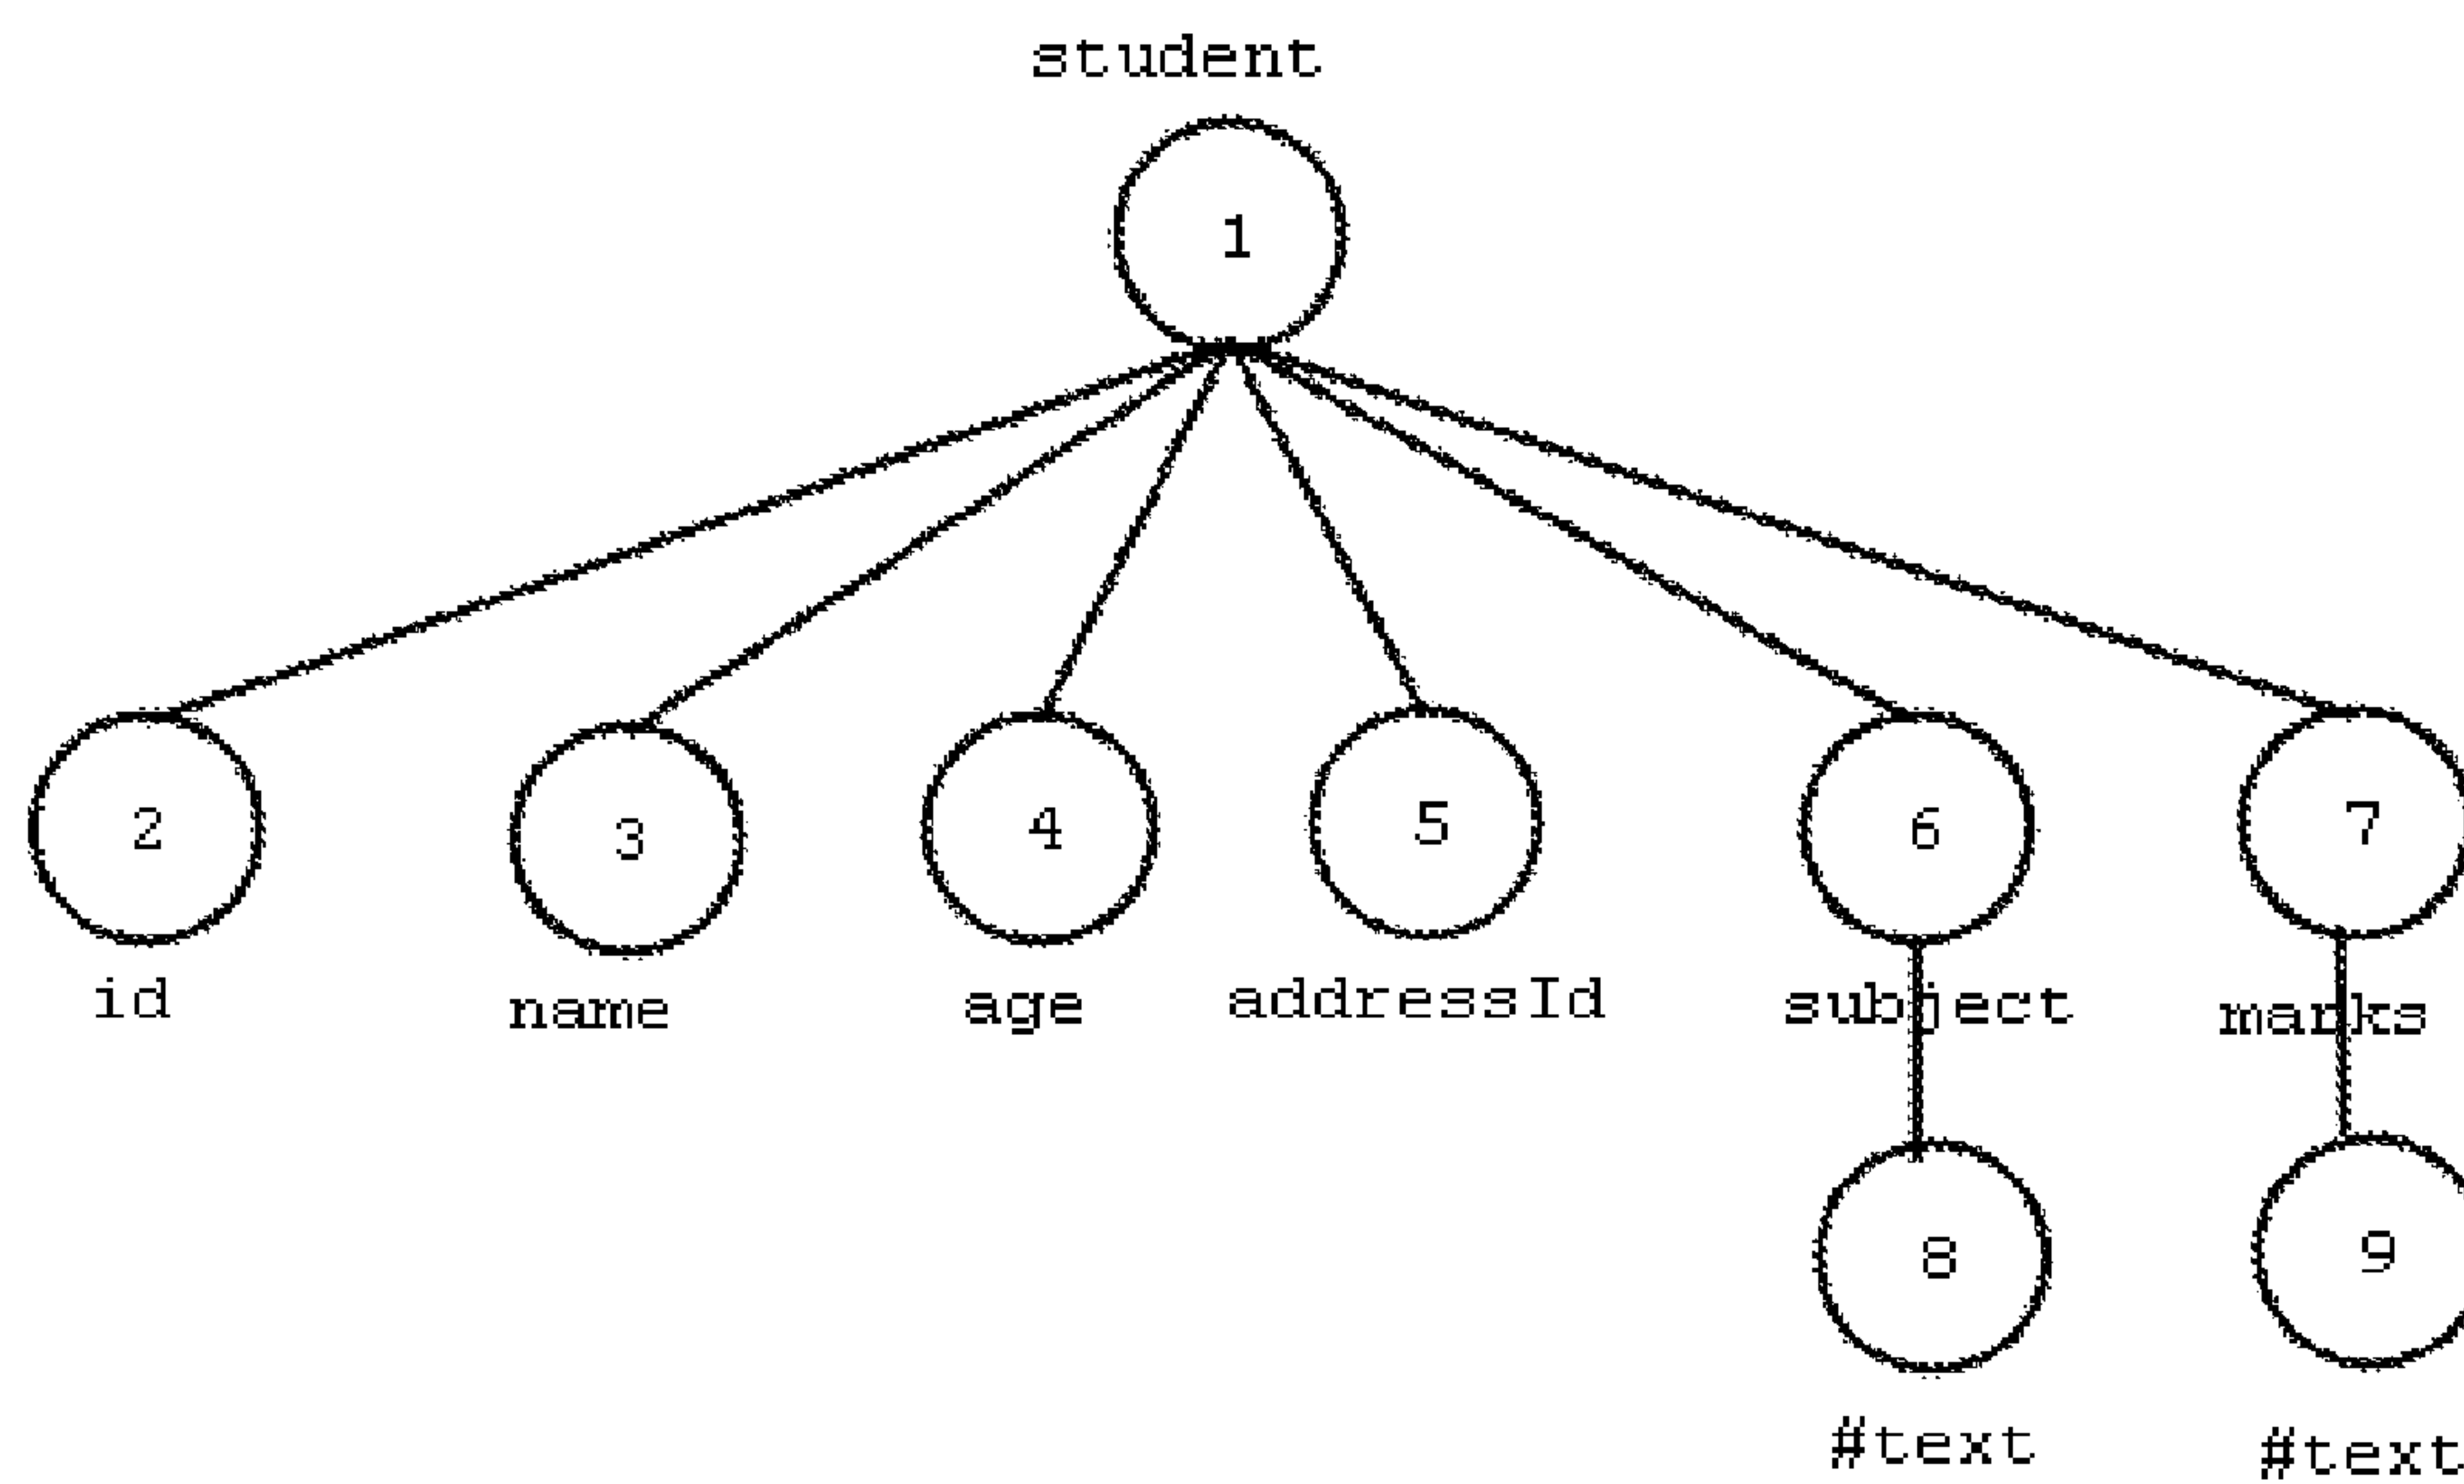 student
1
2
3
4
5
6
7
id
name
age
addressId
subject
marks
8
9
#text
#text